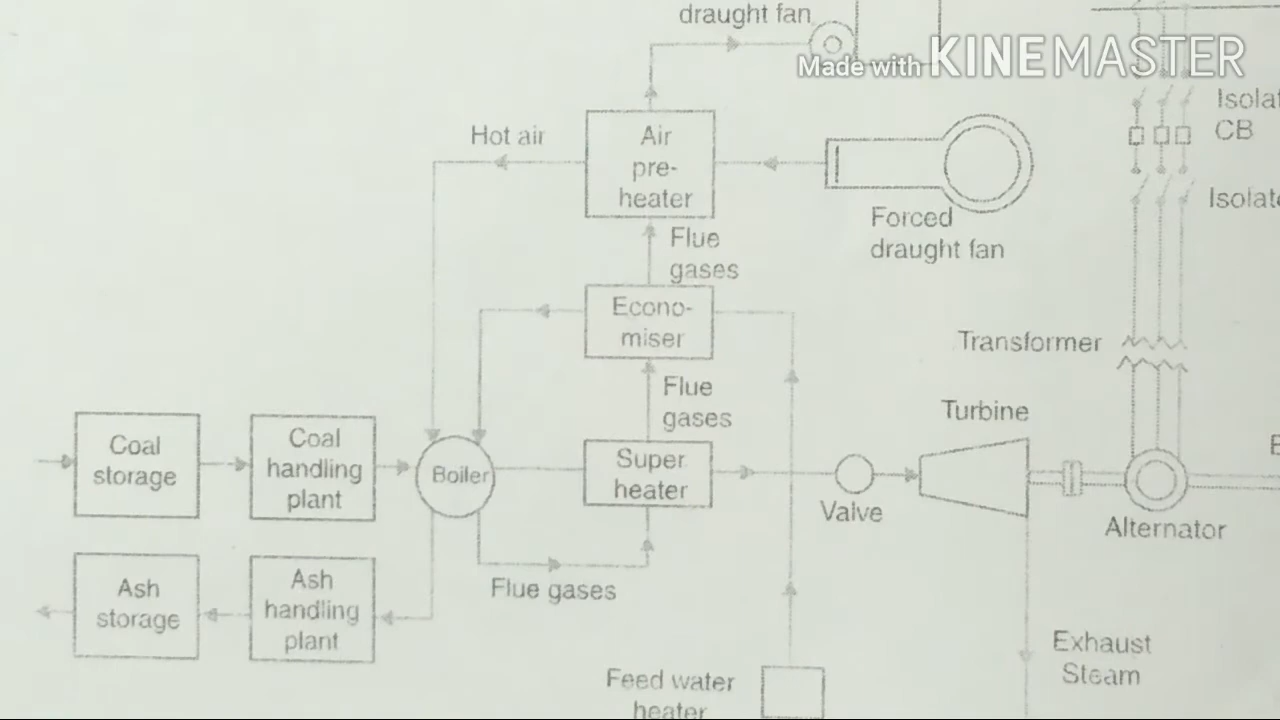 draught fan
Made with KINEMASTER
Hot air
Air
pre-
heater
Forced
draught fan
Flue
gases
Econo-
miser
Flue
gases
Transformer
Turbine
Coal
storage
Coal
handling
plant
Boiler
Super
heater
Valve
Alternator
Flue gases
Ash
storage
Ash
handling
plant
Feed water
heater
Exhaust
Steam
CB